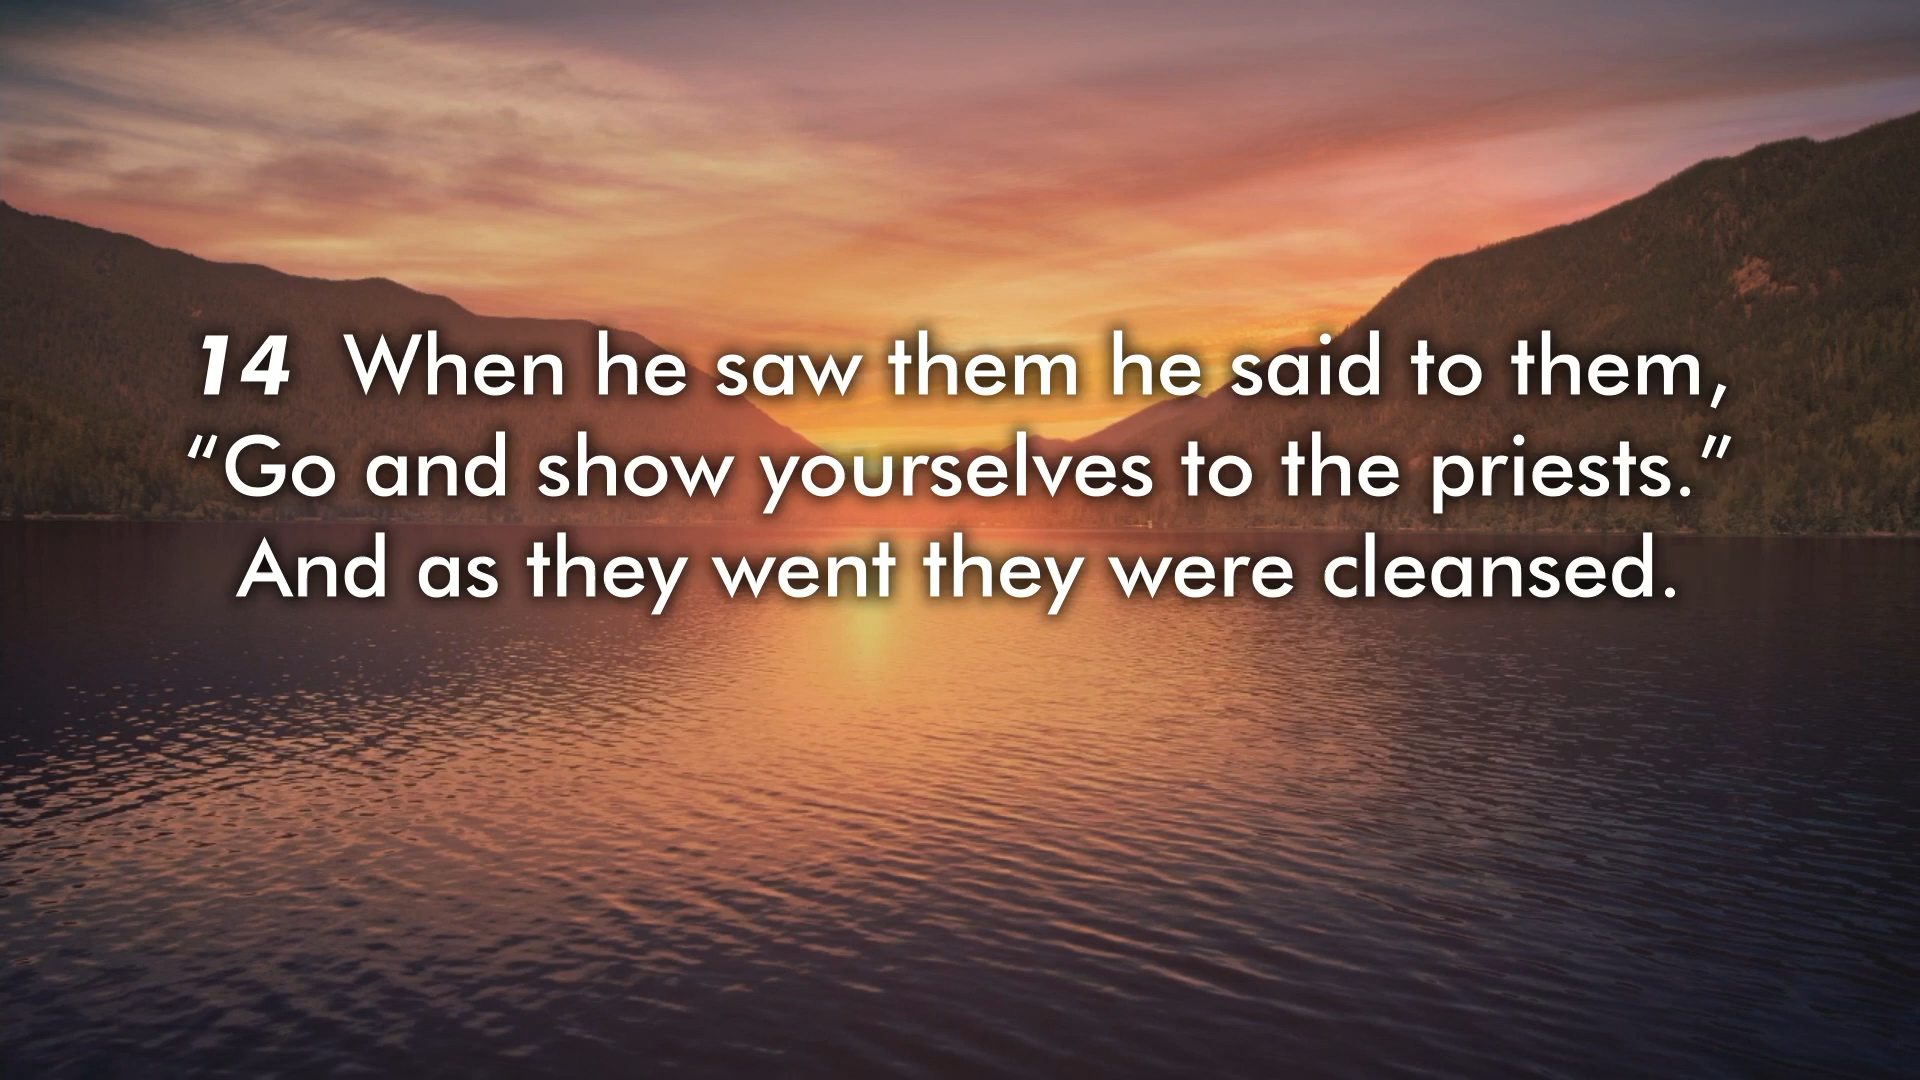 14 When he saw them he said to them,
“Go and show yourselves to the priests.”
And as they went they were cleansed.